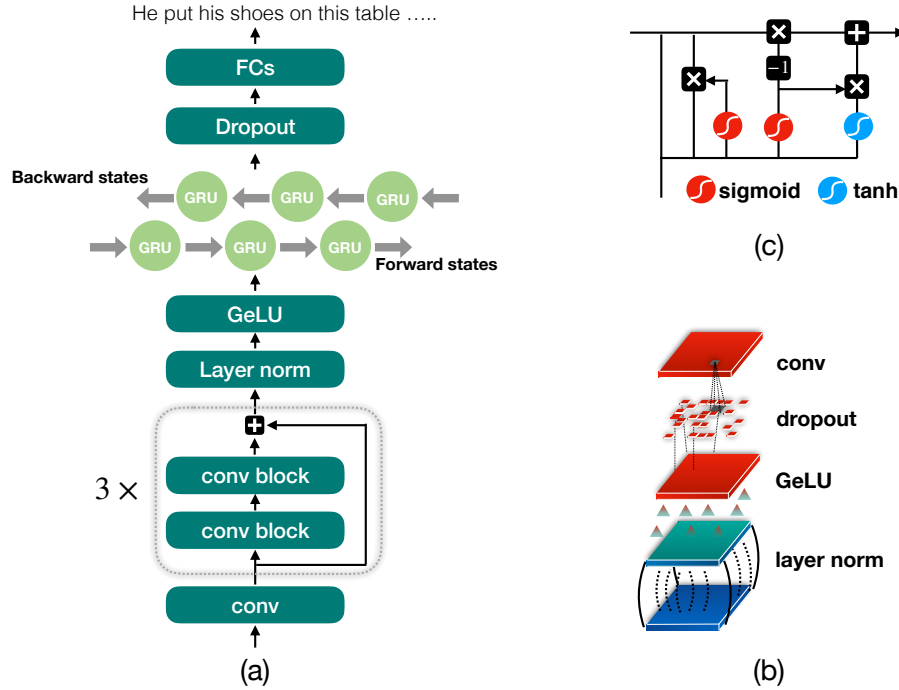 He put his shoes on this table …..
FCs
Dropout
Backward states
GRU GRU GRU
GRU GRU GRU
Forward states
GeLU
Layer norm
3 ×
conv block
conv block
conv
(a)
−1
sigmoid tanh
(c)
conv
dropout
GeLU
layer norm
(b)